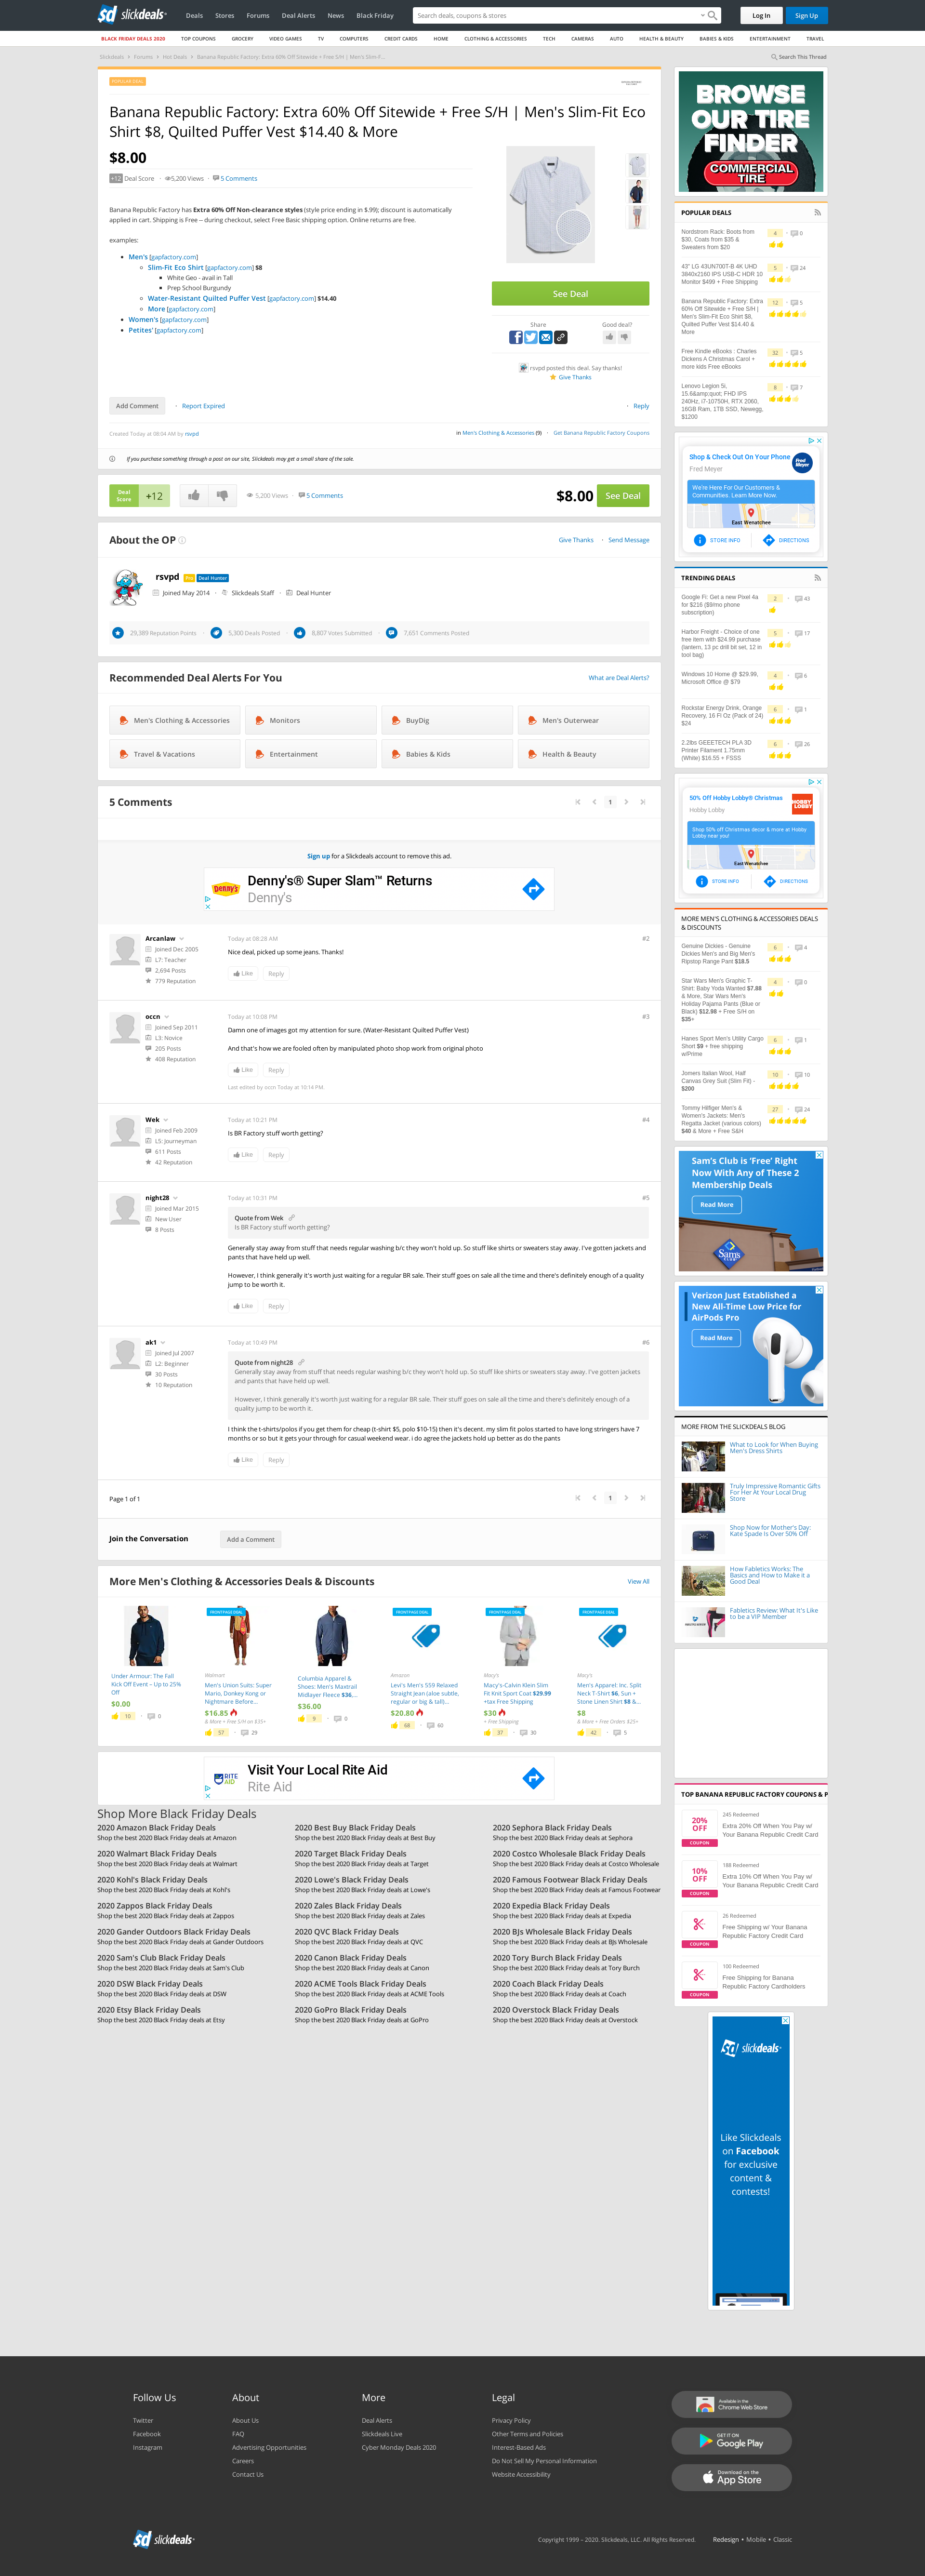 slickdeals
Deals
Stores
Forums
Deal Alerts
News
Black Friday
Search deals, coupons & stores
Log In
Sign Up
BLACK FRIDAY DEALS 2020
TOP COUPONS
GROCERY
VIDEO GAMES
TV
COMPUTERS
CREDIT CARDS
HOME
CLOTHING & ACCESSORIES
TECH
CAMERAS
AUTO
HEALTH & BEAUTY
BABIES & KIDS
ENTERTAINMENT
TRAVEL
Slickdeals > Forums > Hot Deals > Banana Republic Factory: Extra 60% Off Sitewide + Free S/H | Men's Slim-F...
Search This Thread
POPULAR DEAL
Banana Republic Factory: Extra 60% Off Sitewide + Free S/H | Men's Slim-Fit Eco
Shirt $8, Quilted Puffer Vest $14.40 & More
$8.00
+12 Deal Score
5,200 Views
5 Comments
Banana Republic Factory has Extra 60% Off Non-clearance styles (style price ending in $.99); discount is automatically
applied in cart. Shipping is Free -- during checkout, select Free Basic shipping option. Online returns are free.
examples:
Men's [gapfactory.com]
Slim-Fit Eco Shirt [gapfactory.com] $8
White Geo - avail in Tall
Prep School Burgundy
Water-Resistant Quilted Puffer Vest [gapfactory.com] $14.40
More [gapfactory.com]
Women's [gapfactory.com]
Petites' [gapfactory.com]
See Deal
Share
Good deal?
rsvpd posted this deal. Say thanks!
Give Thanks
Add Comment
Report Expired
Reply
Created Today at 08:04 AM by rsvpd
in Men's Clothing & Accessories (9)
Get Banana Republic Factory Coupons
If you purchase something through a post on our site, Slickdeals may get a small share of the sale.
Deal
Score
+12
5,200 Views
5 Comments
$8.00
See Deal
About the OP
Give Thanks
Send Message
rsvpd
Pro
Deal Hunter
Joined May 2014
Slickdeals Staff
Deal Hunter
29,389 Reputation Points
5,300 Deals Posted
8,807 Votes Submitted
7,651 Comments Posted
Recommended Deal Alerts For You
What are Deal Alerts?
Men's Clothing & Accessories
Monitors
BuyDig
Men's Outerwear
Travel & Vacations
Entertainment
Babies & Kids
Health & Beauty
5 Comments
1
Sign up for a Slickdeals account to remove this ad.
Denny's
Denny's® Super Slam™ Returns
Denny's
Arcanlaw
Joined Dec 2005
L7: Teacher
2,694 Posts
779 Reputation
Today at 08:28 AM
#2
Nice deal, picked up some jeans. Thanks!
Like
Reply
occn
Joined Sep 2011
L3: Novice
205 Posts
408 Reputation
Today at 10:08 PM
#3
Damn one of images got my attention for sure. (Water-Resistant Quilted Puffer Vest)
And that's how we are fooled often by manipulated photo shop work from original photo
Like
Reply
Last edited by occn Today at 10:14 PM.
Wek
Joined Feb 2009
L5: Journeyman
611 Posts
42 Reputation
Today at 10:21 PM
#4
Is BR Factory stuff worth getting?
Like
Reply
night28
Joined Mar 2015
New User
8 Posts
Today at 10:31 PM
#5
Quote from Wek
Is BR Factory stuff worth getting?
Generally stay away from stuff that needs regular washing b/c they won't hold up. So stuff like shirts or sweaters stay away. I've gotten jackets and
pants that have held up well.
However, I think generally it's worth just waiting for a regular BR sale. Their stuff goes on sale all the time and there's definitely enough of a quality
jump to be worth it.
Like
Reply
ak1
Joined Jul 2007
L2: Beginner
30 Posts
10 Reputation
Today at 10:49 PM
#6
Quote from night28
Generally stay away from stuff that needs regular washing b/c they won't hold up. So stuff like shirts or sweaters stay away. I've gotten jackets
and pants that have held up well.
However, I think generally it's worth just waiting for a regular BR sale. Their stuff goes on sale all the time and there's definitely enough of a
quality jump to be worth it.
I think the t-shirts/polos if you get them for cheap (t-shirt $5, polo $10-15) then it's decent. my slim fit polos started to have long stringers have 7
months or so but it gets your through for casual weekend wear. i do agree the jackets hold up better as do the pants
Like
Reply
Page 1 of 1
1
Join the Conversation
Add a Comment
More Men's Clothing & Accessories Deals & Discounts
View All
Under Armour: The Fall
Kick Off Event – Up to 25%
Off
$0.00
10
0
FRONTPAGE DEAL
Walmart
Men's Union Suits: Super
Mario, Donkey Kong or
Nightmare Before...
$16.85
& More + Free S/H on $35+
57
29
Columbia Apparel &
Shoes: Men's Maxtrail
Midlayer Fleece $36,...
$36.00
9
0
FRONTPAGE DEAL
Amazon
Levi's Men's 559 Relaxed
Straight Jean (aloe subtle,
regular or big & tall)...
$20.80
68
60
FRONTPAGE DEAL
Macy's
Macy's-Calvin Klein Slim
Fit Knit Sport Coat $29.99
+tax Free Shipping
$30
+ Free Shipping
37
30
FRONTPAGE DEAL
Macy's
Men's Apparel: Inc. Split
Neck T-Shirt $6, Sun +
Stone Linen Shirt $8 &...
$8
& More + Free Orders $25+
42
5
RITE AID
Visit Your Local Rite Aid
Rite Aid
Shop More Black Friday Deals
2020 Amazon Black Friday Deals
Shop the best 2020 Black Friday deals at Amazon
2020 Best Buy Black Friday Deals
Shop the best 2020 Black Friday deals at Best Buy
2020 Sephora Black Friday Deals
Shop the best 2020 Black Friday deals at Sephora
2020 Walmart Black Friday Deals
Shop the best 2020 Black Friday deals at Walmart
2020 Target Black Friday Deals
Shop the best 2020 Black Friday deals at Target
2020 Costco Wholesale Black Friday Deals
Shop the best 2020 Black Friday deals at Costco Wholesale
2020 Kohl's Black Friday Deals
Shop the best 2020 Black Friday deals at Kohl's
2020 Lowe's Black Friday Deals
Shop the best 2020 Black Friday deals at Lowe's
2020 Famous Footwear Black Friday Deals
Shop the best 2020 Black Friday deals at Famous Footwear
2020 Zappos Black Friday Deals
Shop the best 2020 Black Friday deals at Zappos
2020 Zales Black Friday Deals
Shop the best 2020 Black Friday deals at Zales
2020 Expedia Black Friday Deals
Shop the best 2020 Black Friday deals at Expedia
2020 Gander Outdoors Black Friday Deals
Shop the best 2020 Black Friday deals at Gander Outdoors
2020 QVC Black Friday Deals
Shop the best 2020 Black Friday deals at QVC
2020 BJs Wholesale Black Friday Deals
Shop the best 2020 Black Friday deals at BJs Wholesale
2020 Sam's Club Black Friday Deals
Shop the best 2020 Black Friday deals at Sam's Club
2020 Canon Black Friday Deals
Shop the best 2020 Black Friday deals at Canon
2020 Tory Burch Black Friday Deals
Shop the best 2020 Black Friday deals at Tory Burch
2020 DSW Black Friday Deals
Shop the best 2020 Black Friday deals at DSW
2020 ACME Tools Black Friday Deals
Shop the best 2020 Black Friday deals at ACME Tools
2020 Coach Black Friday Deals
Shop the best 2020 Black Friday deals at Coach
2020 Etsy Black Friday Deals
Shop the best 2020 Black Friday deals at Etsy
2020 GoPro Black Friday Deals
Shop the best 2020 Black Friday deals at GoPro
2020 Overstock Black Friday Deals
Shop the best 2020 Black Friday deals at Overstock
BROWSE
OUR TIRE
FINDER
COMMERCIAL
TIRE
POPULAR DEALS
Nordstrom Rack: Boots from
$30, Coats from $35 &
Sweaters from $20
4
0
43" LG 43UN700T-B 4K UHD
3840x2160 IPS USB-C HDR 10
Monitor $499 + Free Shipping
5
24
Banana Republic Factory: Extra
60% Off Sitewide + Free S/H |
Men's Slim-Fit Eco Shirt $8,
Quilted Puffer Vest $14.40 &
More
12
5
Free Kindle eBooks : Charles
Dickens A Christmas Carol +
more kids Free eBooks
32
5
Lenovo Legion 5i,
15.6&amp;quot; FHD IPS
240Hz, i7-10750H, RTX 2060,
16GB Ram, 1TB SSD, Newegg,
$1200
8
7
Shop & Check Out On Your Phone
Fred Meyer
We're Here For Our Customers &
Communities. Learn More Now.
East Wenatchee
STORE INFO
DIRECTIONS
TRENDING DEALS
Google Fi: Get a new Pixel 4a
for $216 ($9/mo phone
subscription)
2
43
Harbor Freight - Choice of one
free item with $24.99 purchase
(lantern, 13 pc drill bit set, 12 in
tool bag)
5
17
Windows 10 Home @ $29.99,
Microsoft Office @ $79
4
6
Rockstar Energy Drink, Orange
Recovery, 16 Fl Oz (Pack of 24)
$24
6
1
2.2lbs GEEETECH PLA 3D
Printer Filament 1.75mm
(White) $16.55 + FSSS
6
26
50% Off Hobby Lobby® Christmas
Hobby Lobby
HOBBY
LOBBY
Shop 50% off Christmas decor & more at Hobby
Lobby near you!
East Wenatchee
STORE INFO
DIRECTIONS
MORE MEN'S CLOTHING & ACCESSORIES DEALS
& DISCOUNTS
Genuine Dickies - Genuine
Dickies Men's and Big Men's
Ripstop Range Pant $18.5
6
4
Star Wars Men's Graphic T-
Shirt: Baby Yoda Wanted $7.88
& More, Star Wars Men's
Holiday Pajama Pants (Blue or
Black) $12.98 + Free S/H on
$35+
4
0
Hanes Sport Men's Utility Cargo
Short $9 + free shipping
w/Prime
6
1
Jomers Italian Wool, Half
Canvas Grey Suit (Slim Fit) -
$200
10
10
Tommy Hilfiger Men's &
Women's Jackets: Men's
Regatta Jacket (various colors)
$40 & More + Free S&H
27
24
Sam's Club is 'Free' Right
Now With Any of These 2
Membership Deals
Read More
Sam's
Verizon Just Established a
New All-Time Low Price for
AirPods Pro
Read More
MORE FROM THE SLICKDEALS BLOG
What to Look for When Buying
Men's Dress Shirts
Truly Impressive Romantic Gifts
For Her At Your Local Drug
Store
Shop Now for Mother's Day:
Kate Spade Is Over 50% Off
How Fabletics Works: The
Basics and How to Make it a
Good Deal
Fabletics Review: What It's Like
to be a VIP Member
TOP BANANA REPUBLIC FACTORY COUPONS & P
20%
OFF
COUPON
245 Redeemed
Extra 20% Off When You Pay w/
Your Banana Republic Credit Card
10%
OFF
COUPON
188 Redeemed
Extra 10% Off When You Pay w/
Your Banana Republic Credit Card
COUPON
26 Redeemed
Free Shipping w/ Your Banana
Republic Factory Credit Card
COUPON
100 Redeemed
Free Shipping for Banana
Republic Factory Cardholders
slickdeals
Like Slickdeals
on Facebook
for exclusive
content &
contests!
Follow Us
Twitter
Facebook
Instagram
About
About Us
FAQ
Advertising Opportunities
Careers
Contact Us
More
Deal Alerts
Slickdeals Live
Cyber Monday Deals 2020
Legal
Privacy Policy
Other Terms and Policies
Interest-Based Ads
Do Not Sell My Personal Information
Website Accessibility
Available in the
Chrome Web Store
GET IT ON
Google Play
Download on the
App Store
slickdeals
Copyright 1999 – 2020. Slickdeals, LLC. All Rights Reserved.
Redesign • Mobile • Classic